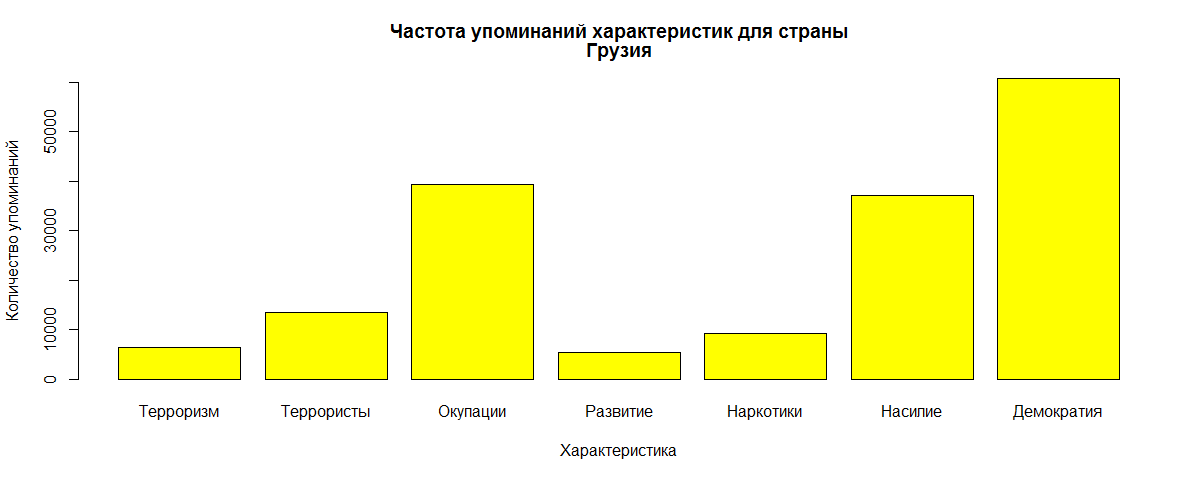 Частота упоминаний характеристик для страны
Грузия
Количество упоминаний
50000
30000
10000
0
Терроризм Террористы Окупации Развитие Наркотики Насилие Демократия
Характеристика